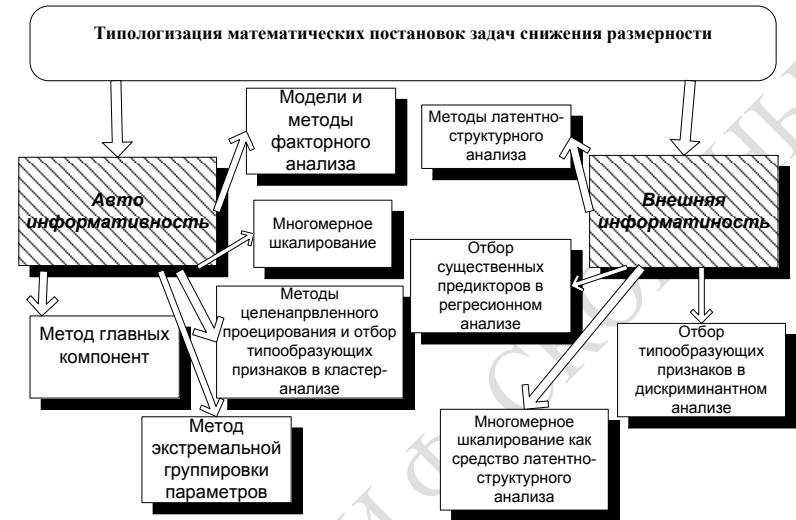 Типологизация математических постановок задач снижения размерности
Модели и
методы
факторного
анализа
Методы латентно-
структурного
анализа
Авто
информативность
Внешняя
информатиность
Многомерное
шкалирование
Отбор
существенных
предикторов в
регресионном
анализе
Метод главных
компонент
Методы
целенапрвленного
проецирования и отбор
типообразующих
признаков в кластер-
анализе
Отбор
типообразующих
признаков в
дискриминантном
анализе
Метод
экстремальной
группировки
параметров
Многомерное
шкалирование как
средство латентно-
структурного
анализа